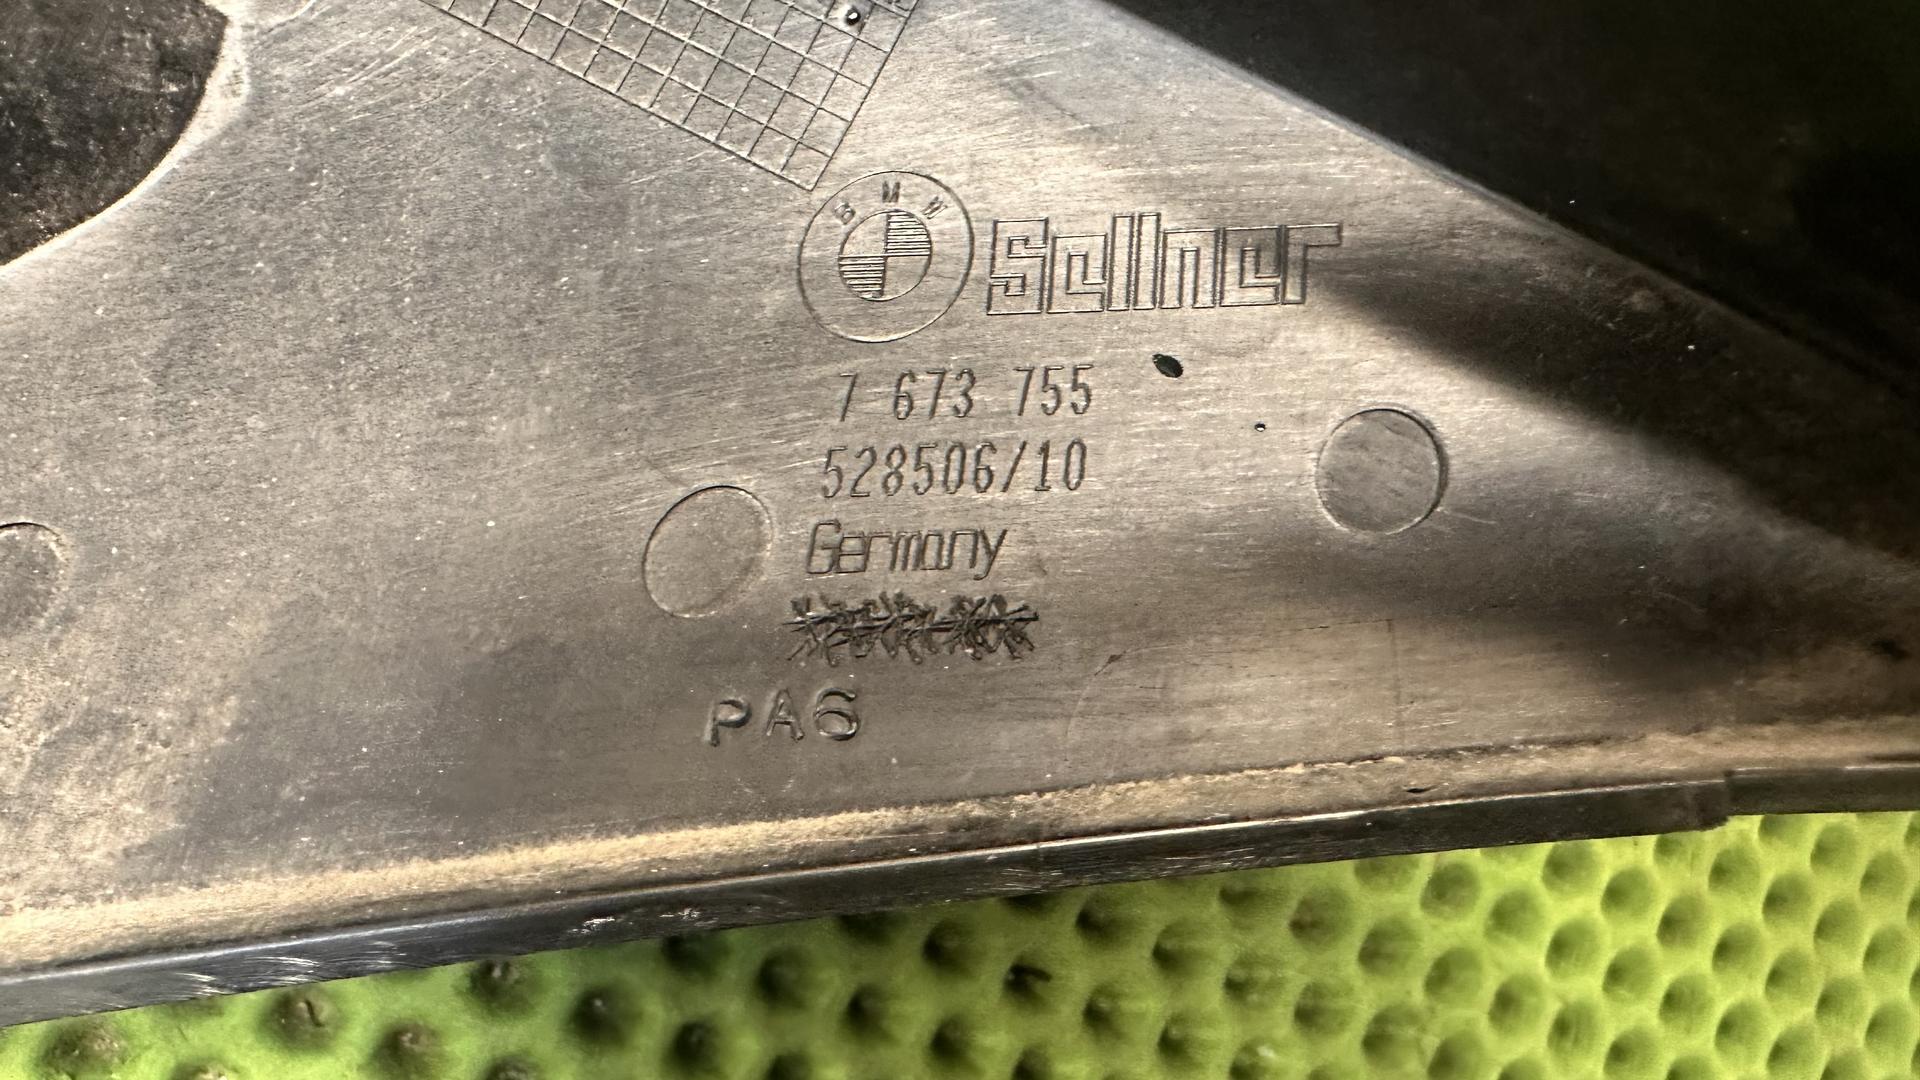 BMW Sellner
7 673 755
528506/10
Germany
PA6